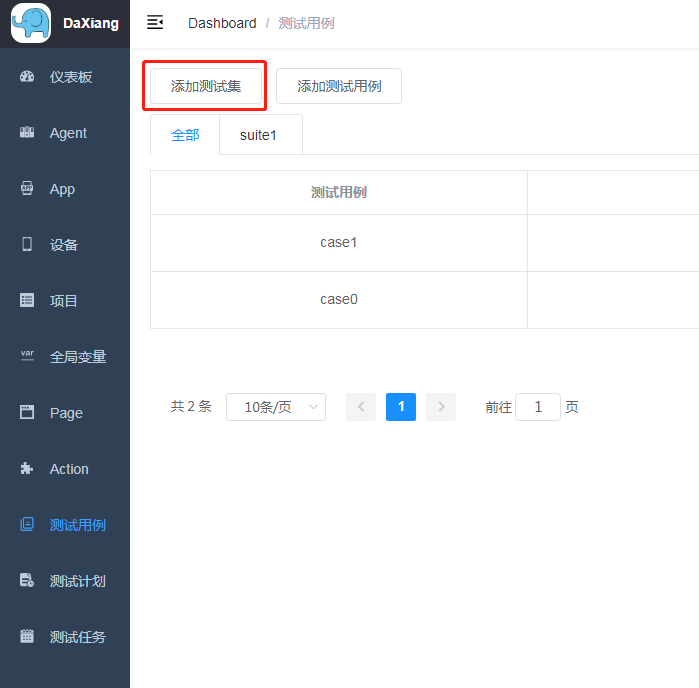 DaXiang
Dashboard / 测试用例
仪表板
Agent
App
设备
项目
全局变量
var
Page
Action
测试用例
测试计划
测试任务
添加测试集 添加测试用例
全部 suite1
测试用例
case1
case0
共 2 条 10条/页 1 前往 1 页